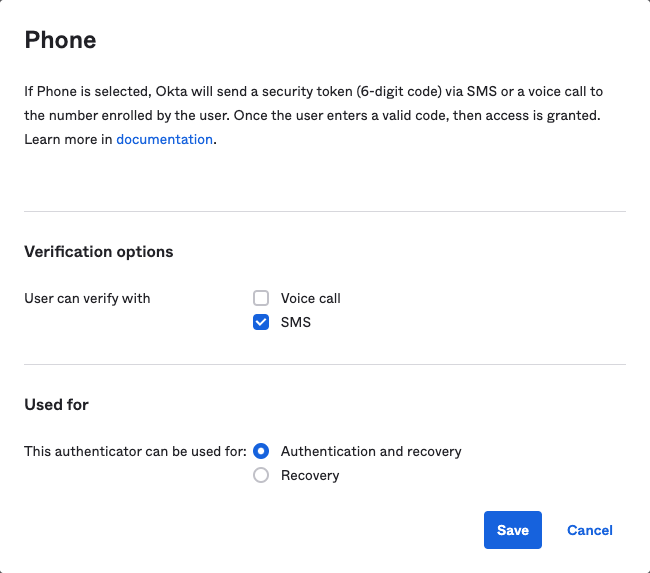 Phone
If Phone is selected, Okta will send a security token (6-digit code) via SMS or a voice call to
the number enrolled by the user. Once the user enters a valid code, then access is granted.
Learn more in documentation.
Verification options
User can verify with
Voice call
SMS
Used for
This authenticator can be used for:
Authentication and recovery
Recovery
Save
Cancel